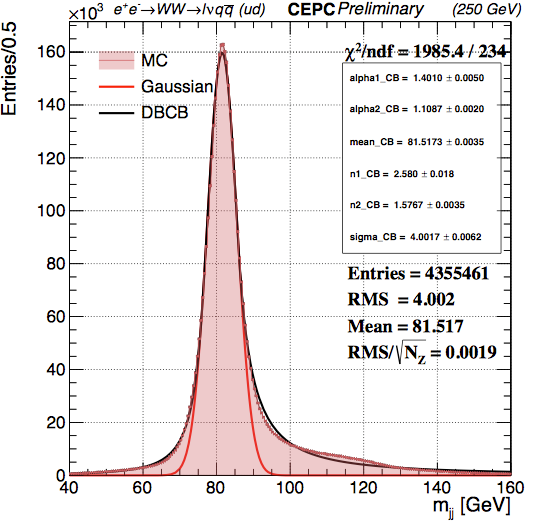 ×10³ e⁺e⁻→WW→lνqq̅ (ud) CEPC Preliminary (250 GeV)
Entries/0.5
χ²/ndf = 1985.4 / 234
MC
Gaussian
DBCB
alpha1_CB = 1.4010 ± 0.0050
alpha2_CB = 1.1087 ± 0.0020
mean_CB = 81.5173 ± 0.0035
n1_CB = 2.580 ± 0.018
n2_CB = 1.5767 ± 0.0035
sigma_CB = 4.0017 ± 0.0062
Entries = 4355461
RMS = 4.002
Mean = 81.517
RMS/√N_Z = 0.0019
160
140
120
100
80
60
40
20
0
40 60 80 100 120 140 160
m_jj [GeV]